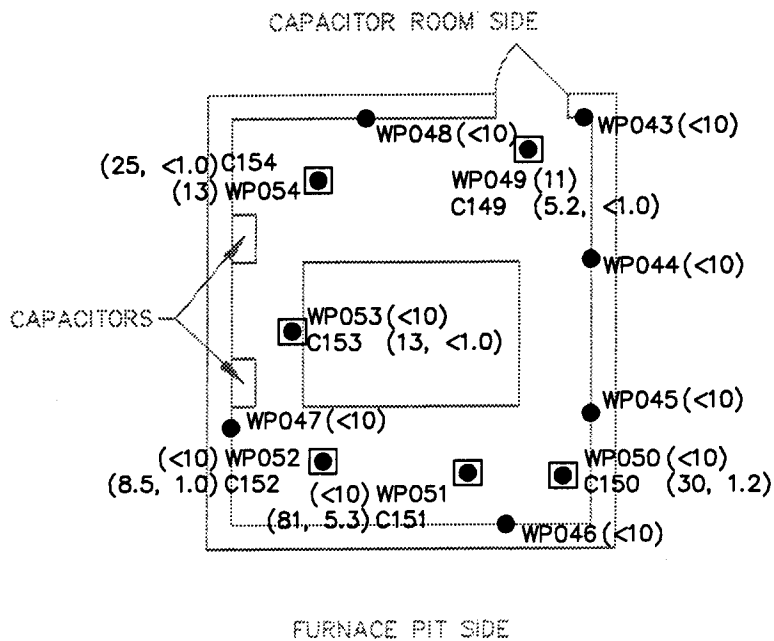 CAPACITOR ROOM SIDE
WP048 (<10)
WP043 (<10)
(25, <1.0) C154
(13) WP054
WP049 (11)
C149 (5.2, <1.0)
WP044 (<10)
CAPACITORS
WP053 (<10)
C153 (13, <1.0)
WP045 (<10)
WP047 (<10)
(<10) WP052
(8.5, 1.0) C152
(<10) WP051
(81, 5.3) C151
WP050 (<10)
C150 (30, 1.2)
WP046 (<10)
FURNACE PIT SIDE